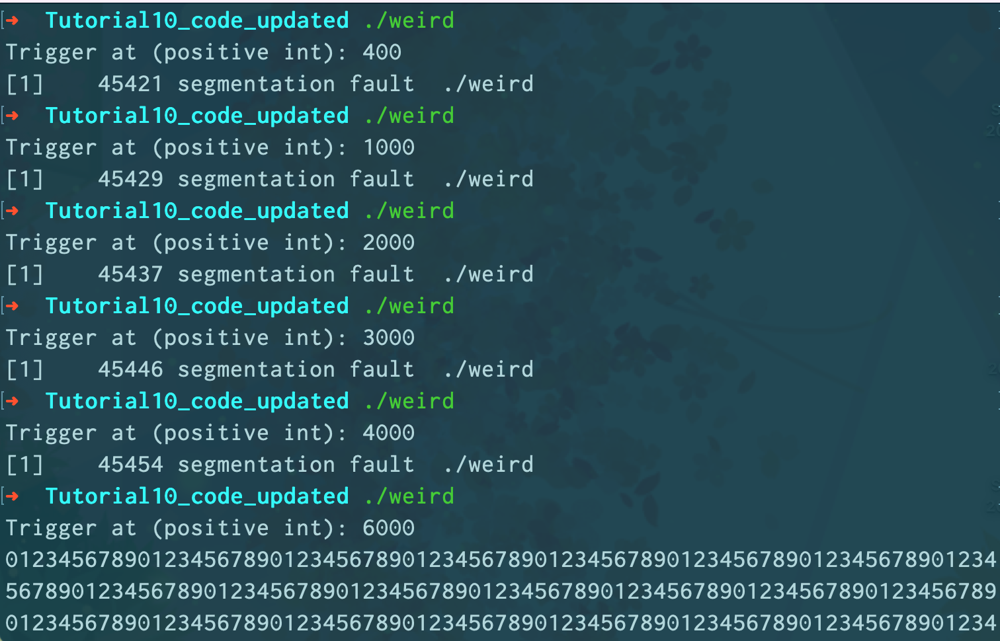 [➜  Tutorial10_code_updated ./weird
Trigger at (positive int): 400
[1]    45421 segmentation fault  ./weird
[➜  Tutorial10_code_updated ./weird
Trigger at (positive int): 1000
[1]    45429 segmentation fault  ./weird
[➜  Tutorial10_code_updated ./weird
Trigger at (positive int): 2000
[1]    45437 segmentation fault  ./weird
[➜  Tutorial10_code_updated ./weird
Trigger at (positive int): 3000
[1]    45446 segmentation fault  ./weird
[➜  Tutorial10_code_updated ./weird
Trigger at (positive int): 4000
[1]    45454 segmentation fault  ./weird
[➜  Tutorial10_code_updated ./weird
Trigger at (positive int): 6000
012345678901234567890123456789012345678901234567890123456789012345678901234
567890123456789012345678901234567890123456789012345678901234567890123456789
012345678901234567890123456789012345678901234567890123456789012345678901234